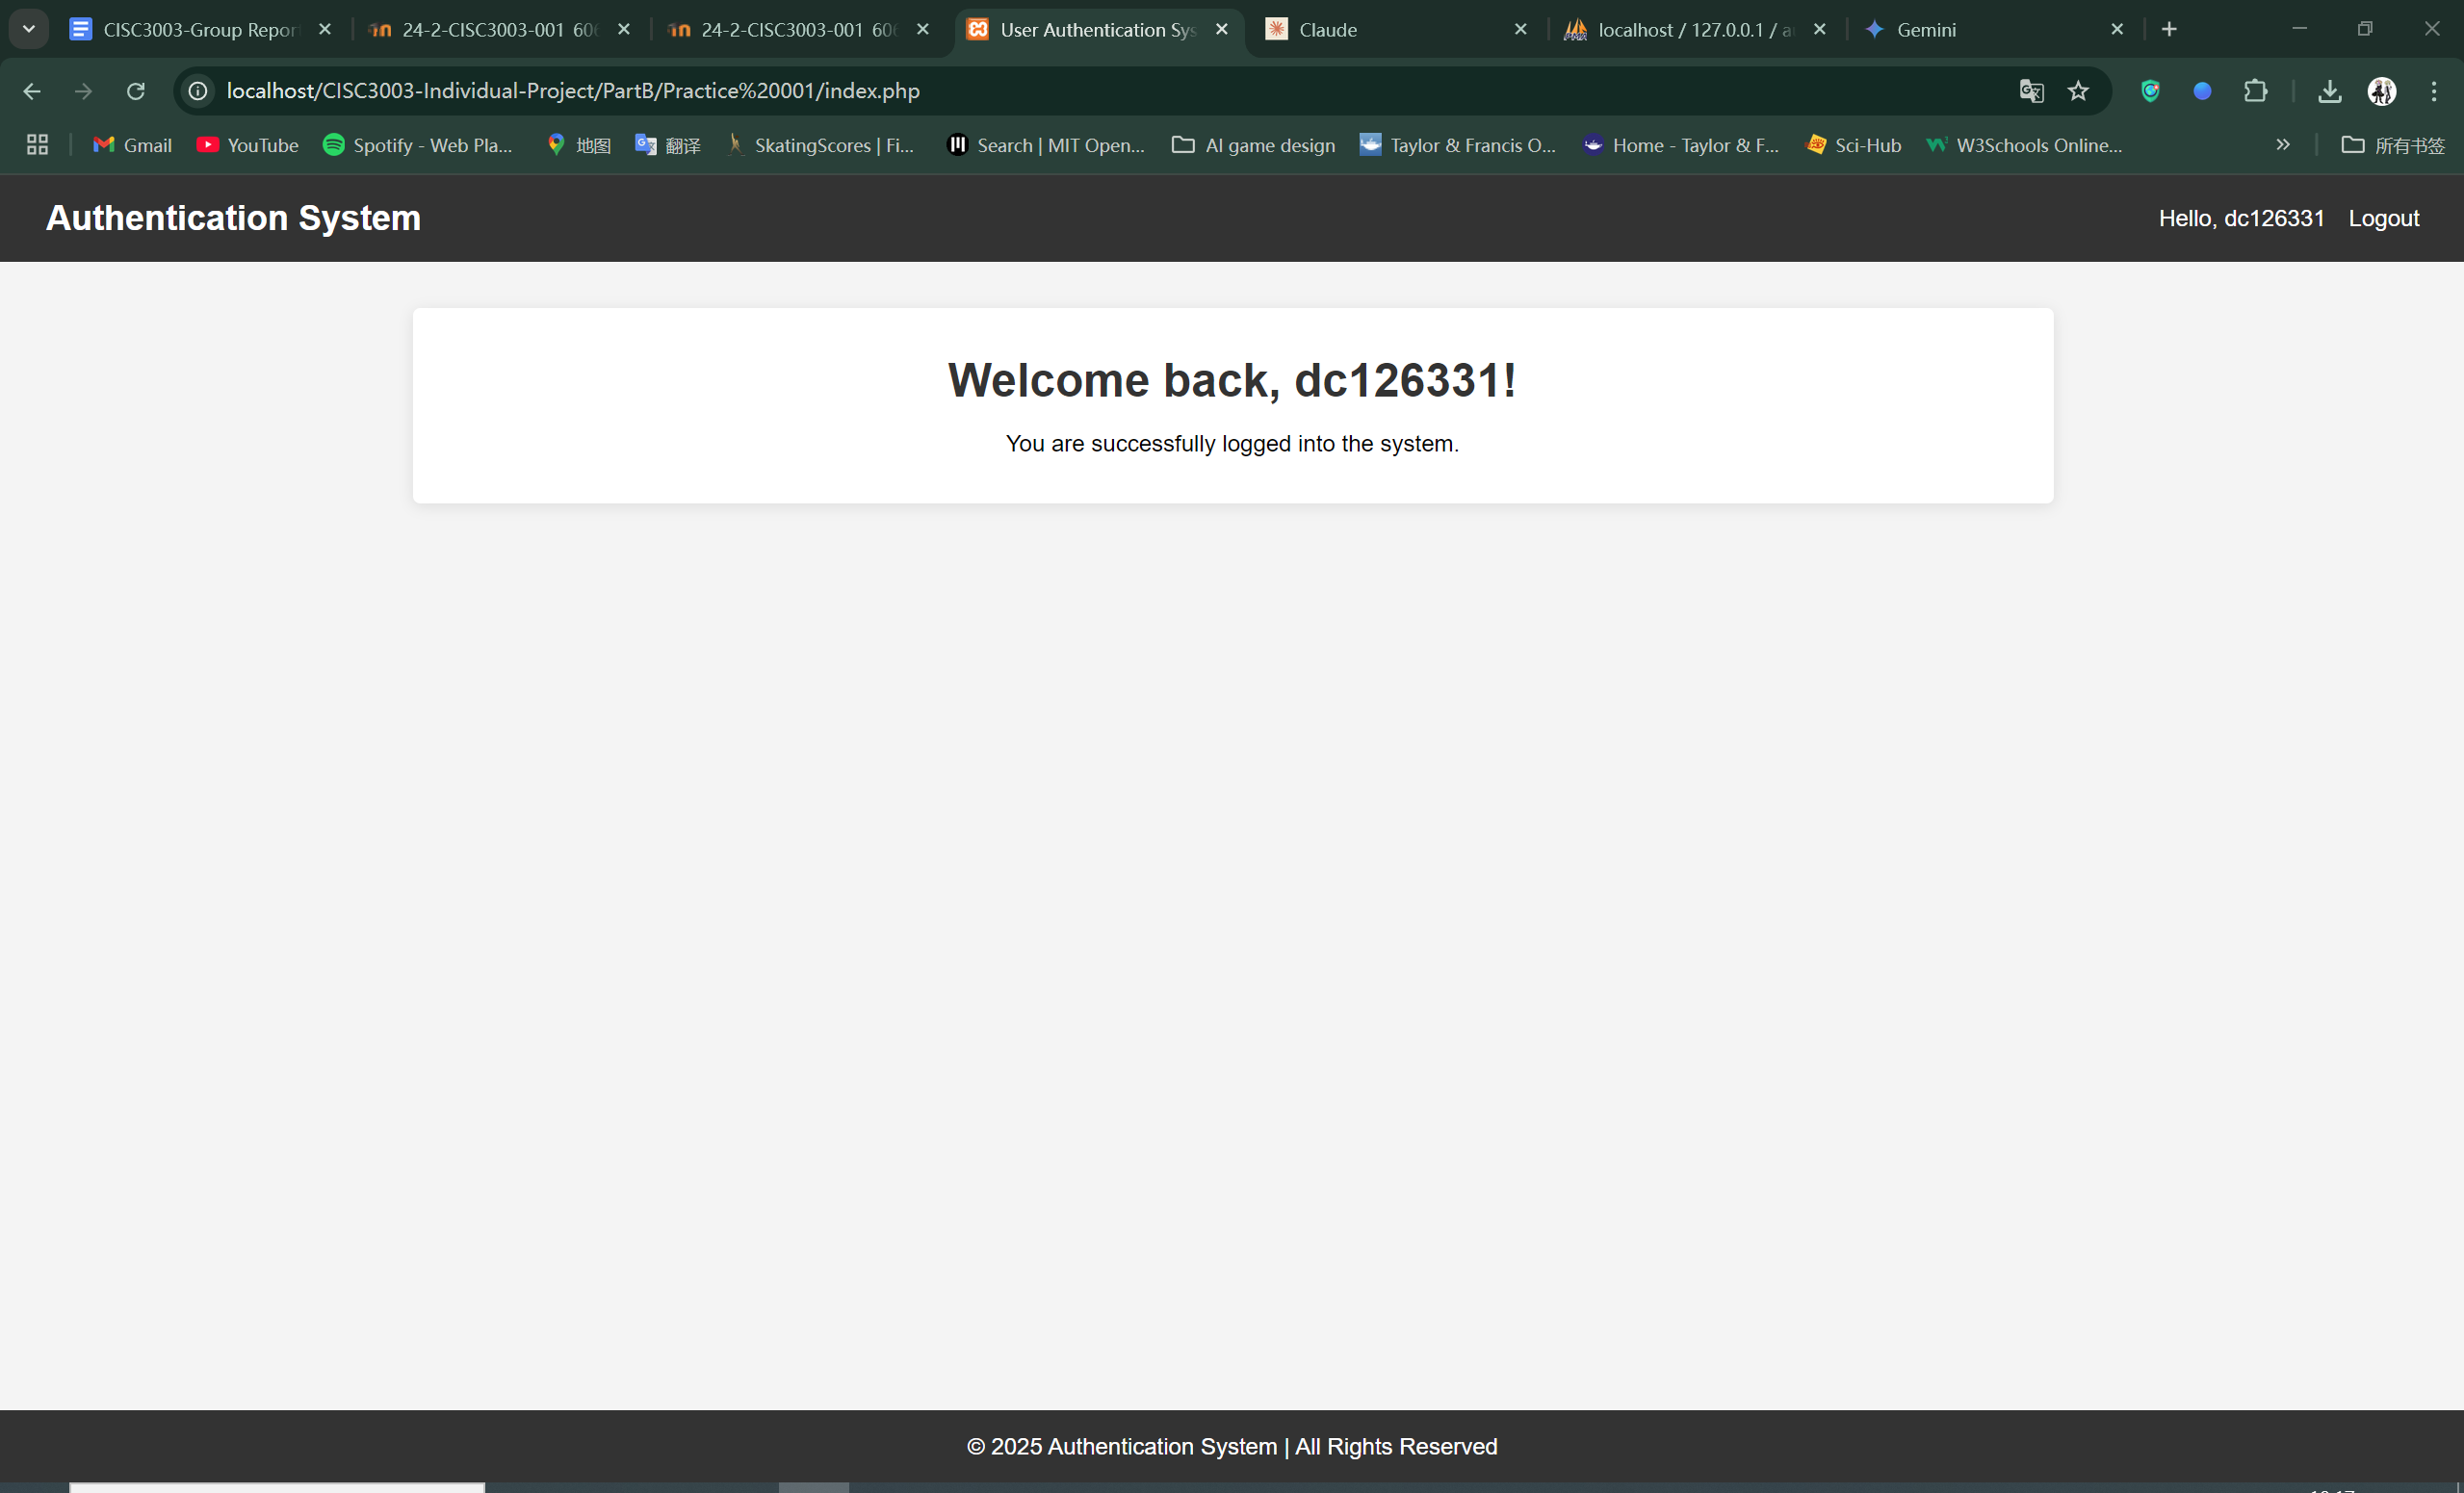 CISC3003-Group Repor
24-2-CISC3003-001 60
24-2-CISC3003-001 60
User Authentication Sys
Claude
localhost / 127.0.0.1 / a
Gemini
localhost/CISC3003-Individual-Project/PartB/Practice%20001/index.php
Gmail
YouTube
Spotify - Web Pla...
地图
翻译
SkatingScores | Fi...
Search | MIT Open...
AI game design
Taylor & Francis O...
Home - Taylor & F...
Sci-Hub
W3Schools Online...
所有书签
Authentication System
Hello, dc126331 Logout
Welcome back, dc126331!
You are successfully logged into the system.
© 2025 Authentication System | All Rights Reserved